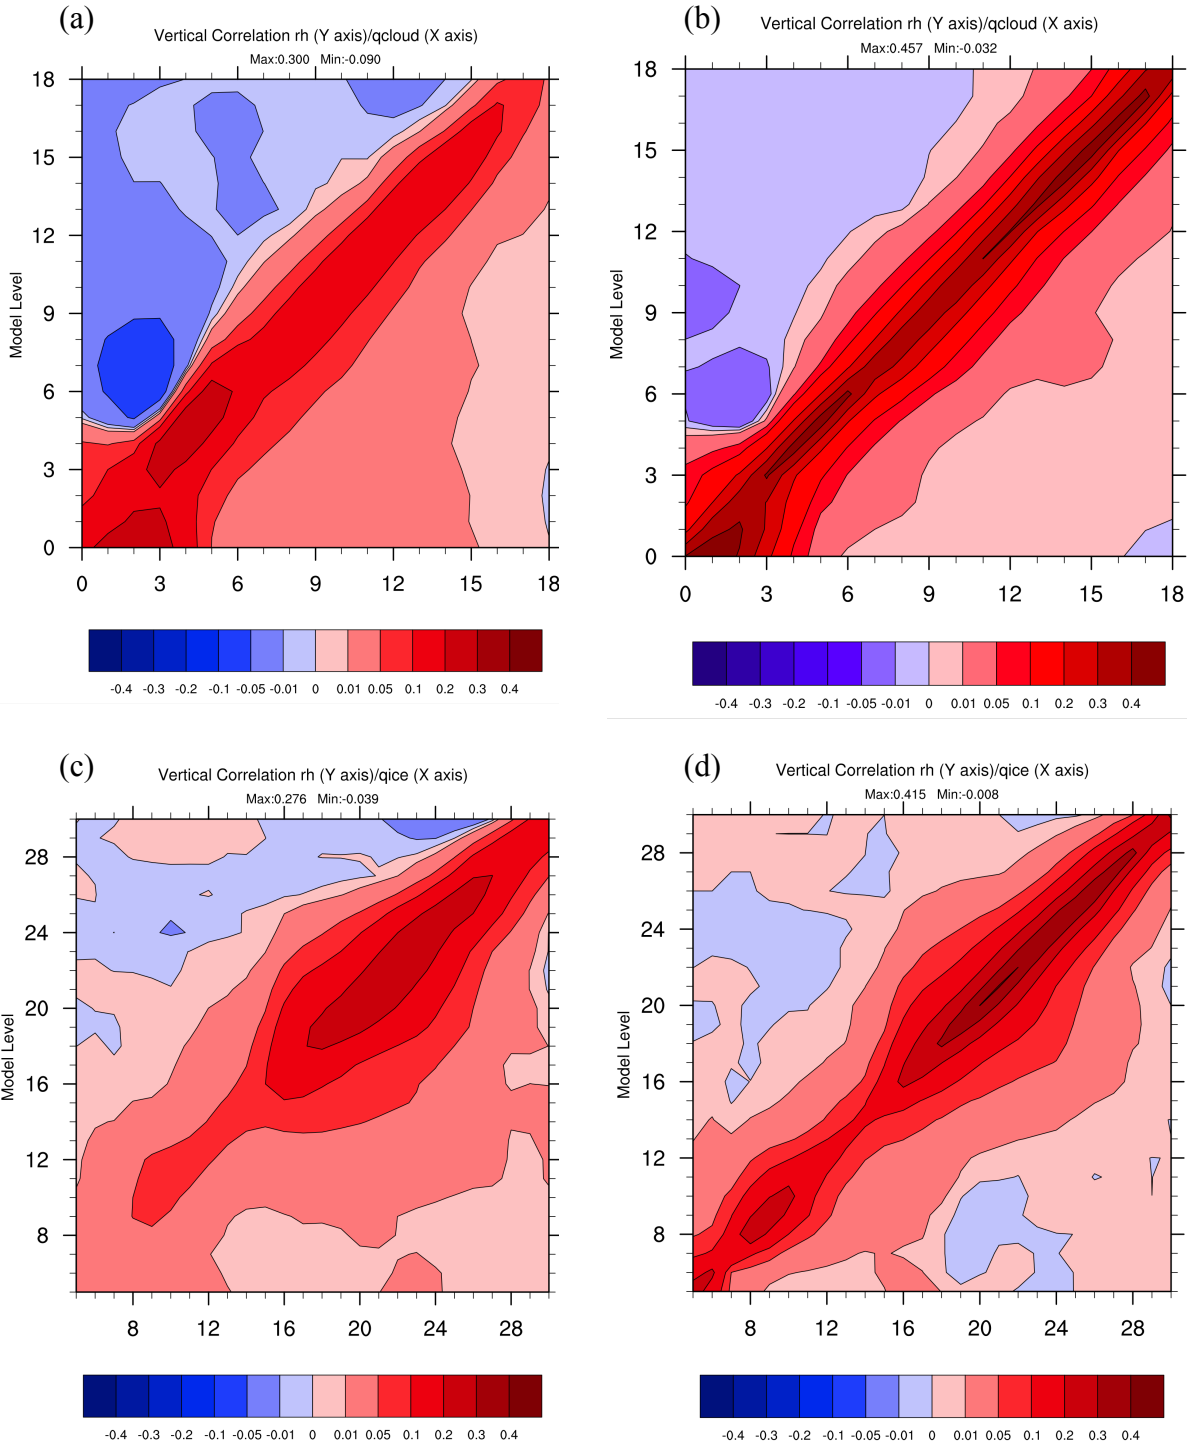 (a)
Vertical Correlation rh (Y axis)/qcloud (X axis)
Max:0.300 Min:-0.090
Model Level
18
15
12
9
6
3
0
0 3 6 9 12 15 18
-0.4 -0.3 -0.2 -0.1 -0.05 -0.01 0 0.01 0.05 0.1 0.2 0.3 0.4
(b)
Vertical Correlation rh (Y axis)/qcloud (X axis)
Max:0.457 Min:-0.032
Model Level
18
15
12
9
6
3
0
0 3 6 9 12 15 18
-0.4 -0.3 -0.2 -0.1 -0.05 -0.01 0 0.01 0.05 0.1 0.2 0.3 0.4
(c)
Vertical Correlation rh (Y axis)/qice (X axis)
Max:0.276 Min:-0.039
Model Level
28
24
20
16
12
8
8 12 16 20 24 28
-0.4 -0.3 -0.2 -0.1 -0.05 -0.01 0 0.01 0.05 0.1 0.2 0.3 0.4
(d)
Vertical Correlation rh (Y axis)/qice (X axis)
Max:0.415 Min:-0.008
Model Level
28
24
20
16
12
8
8 12 16 20 24 28
-0.4 -0.3 -0.2 -0.1 -0.05 -0.01 0 0.01 0.05 0.1 0.2 0.3 0.4